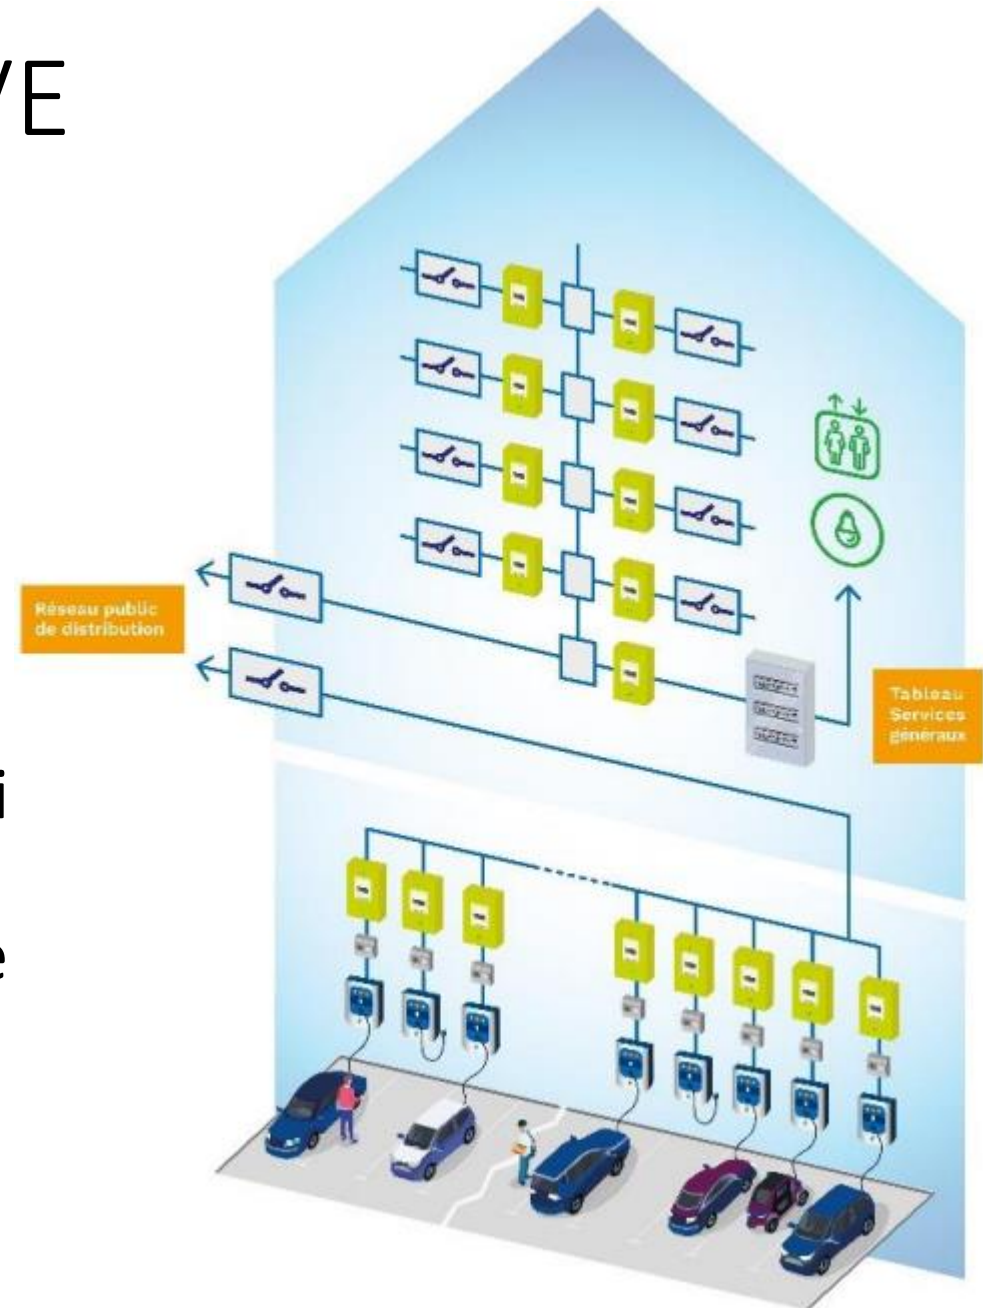 VE
Réseau public
de distribution
Tableau
Services
généraux
i
e